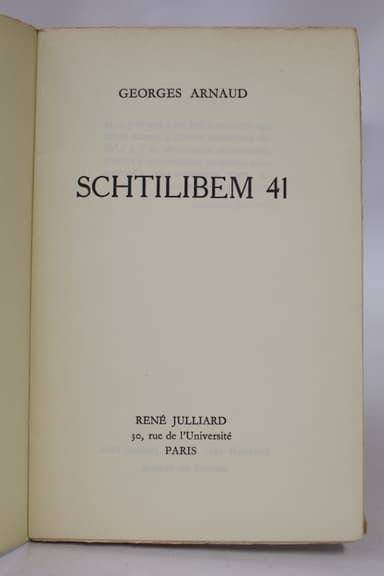 GEORGES ARNAUD
SCHTILIBEM 41
RENÉ JULLIARD
30, rue de l'Université
PARIS